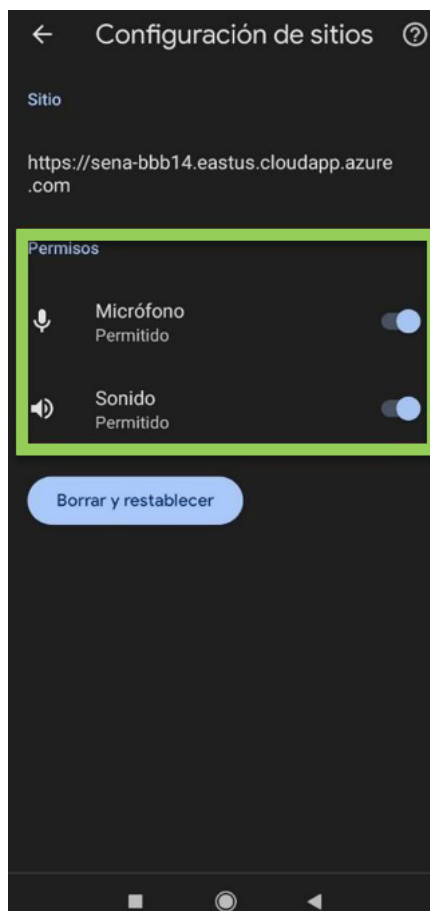 Configuración de sitios
Sitio
https://sena-bbb14.eastus.cloudapp.azure
.com
Permisos
Micrófono
Permitido
Sonido
Permitido
Borrar y restablecer